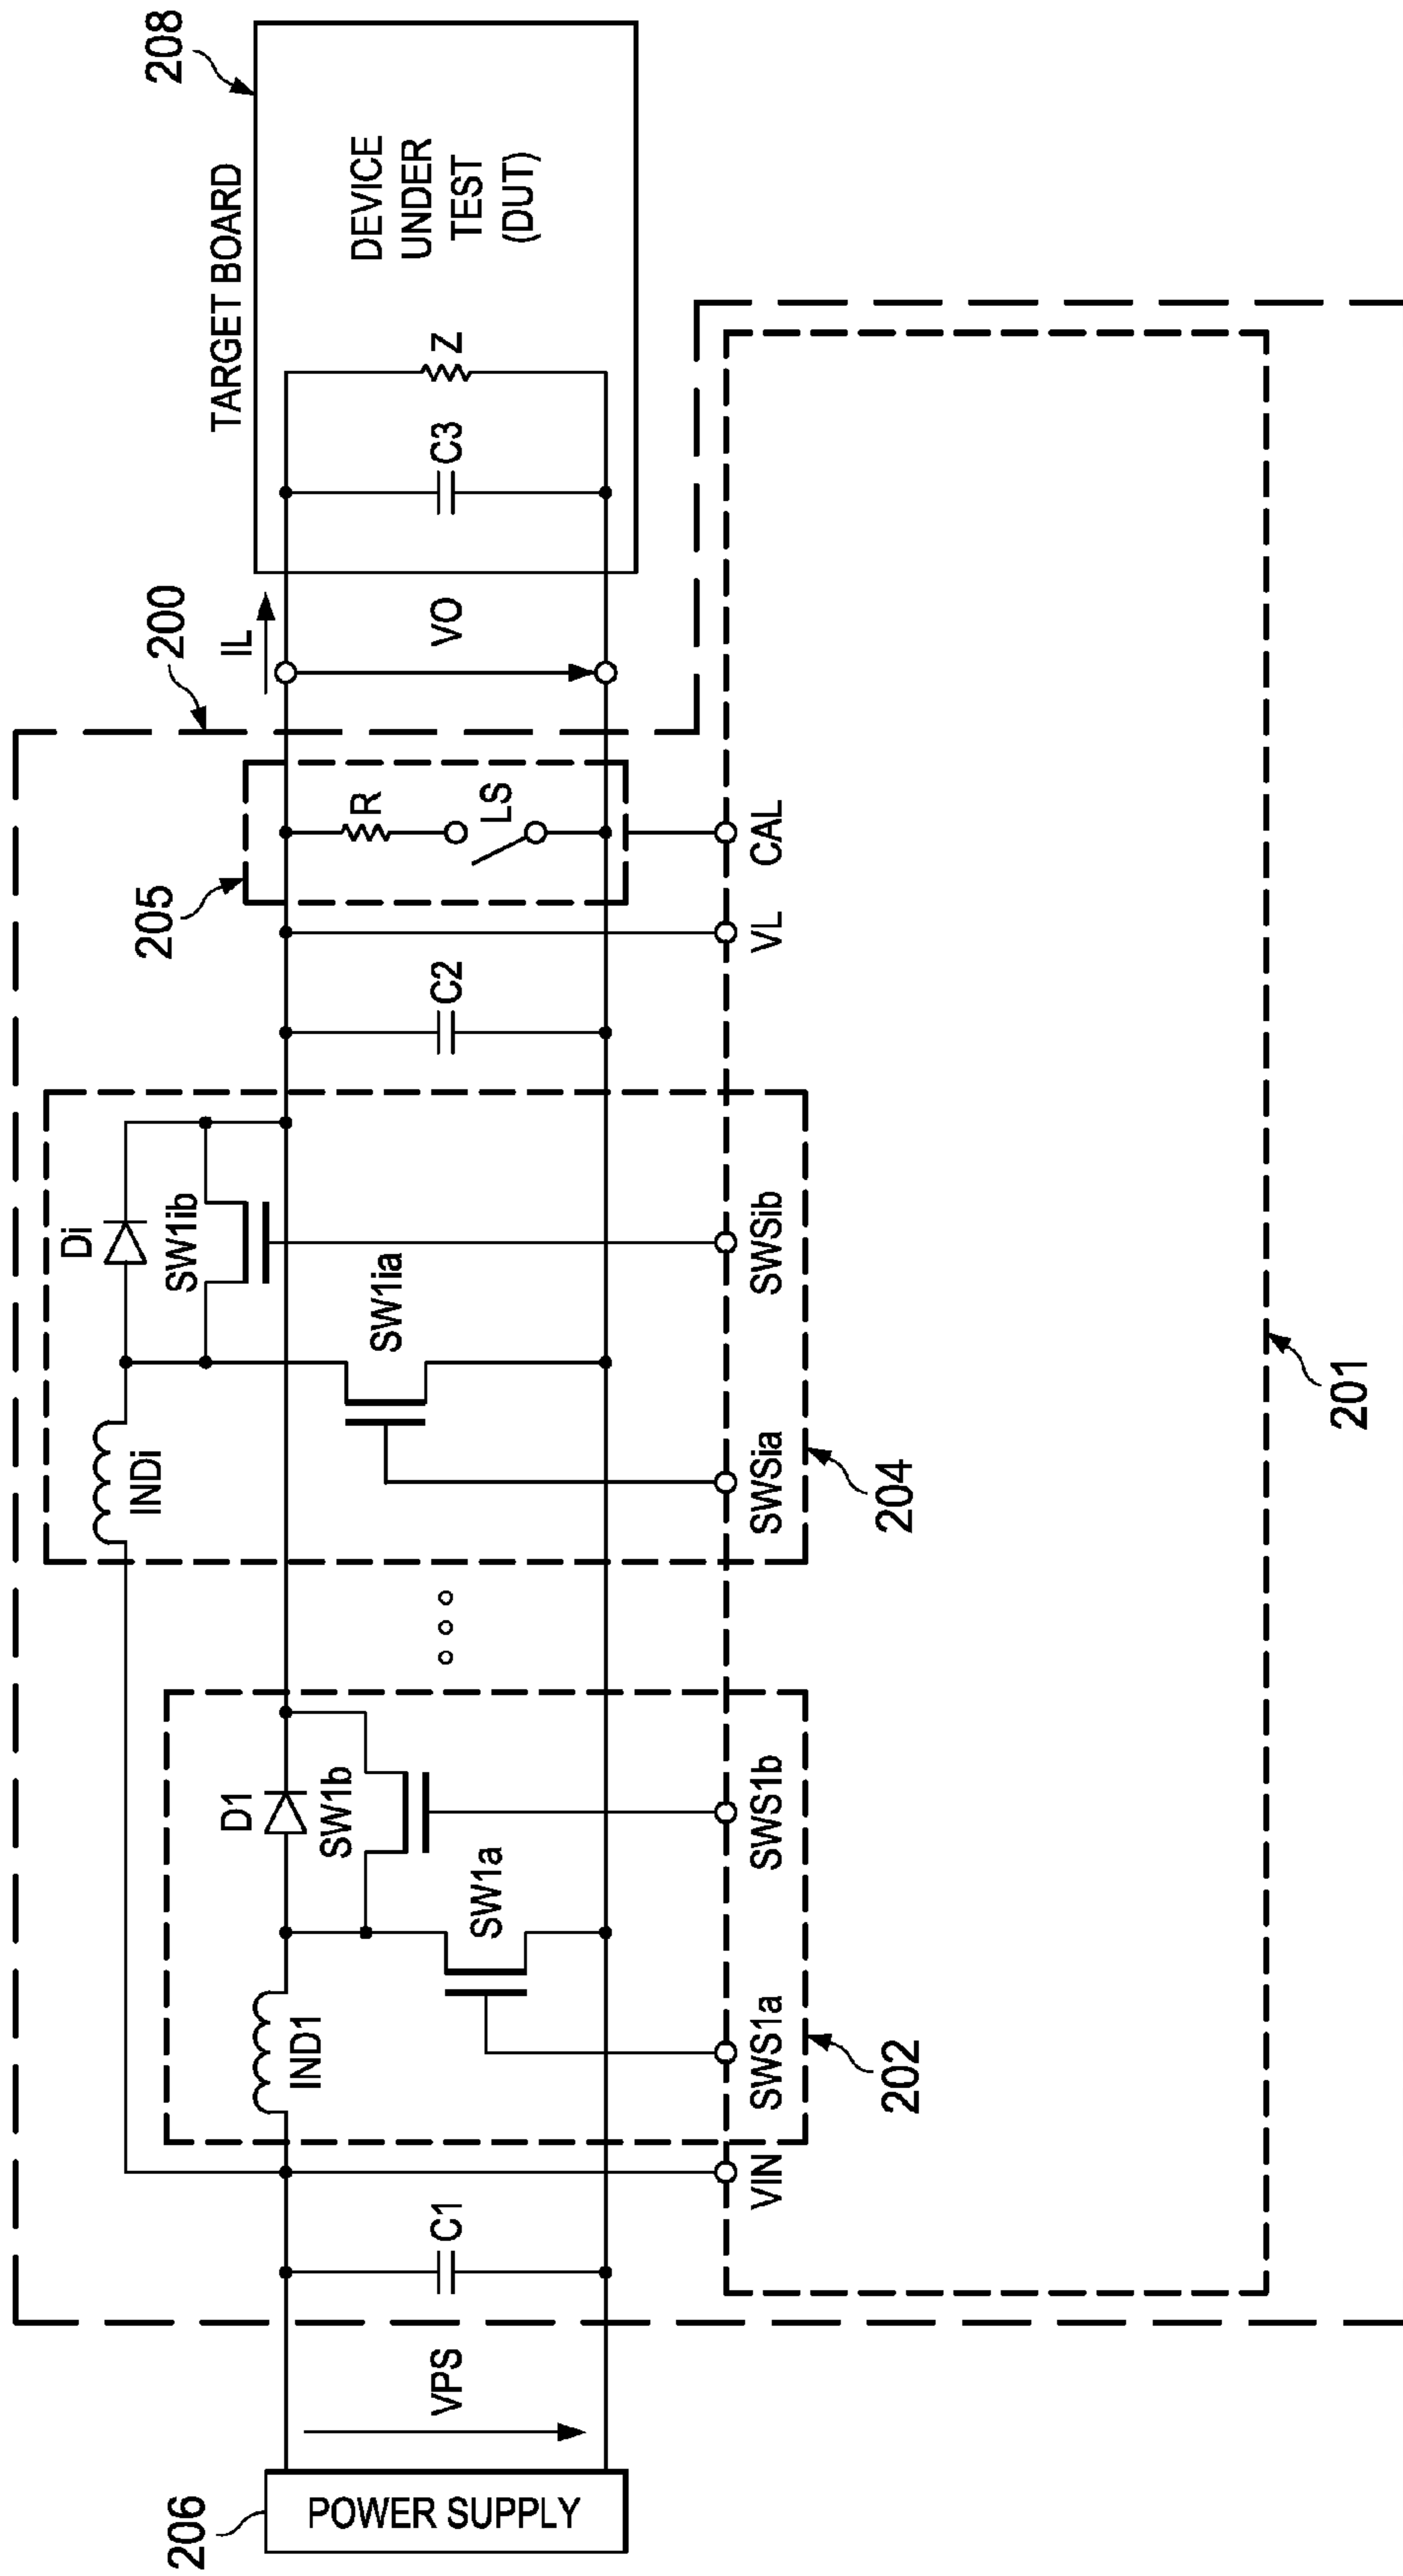 206
POWER SUPPLY
VPS
C1
VIN
IND1
SW1a
D1
SW1b
SWS1a
SWS1b
202
INDi
SW1ia
Di
SW1ib
SWSia
SWSib
204
C2
VL
205
R
LS
CAL
200
IL
VO
201
TARGET BOARD
208
C3
Z
DEVICE
UNDER
TEST
(DUT)